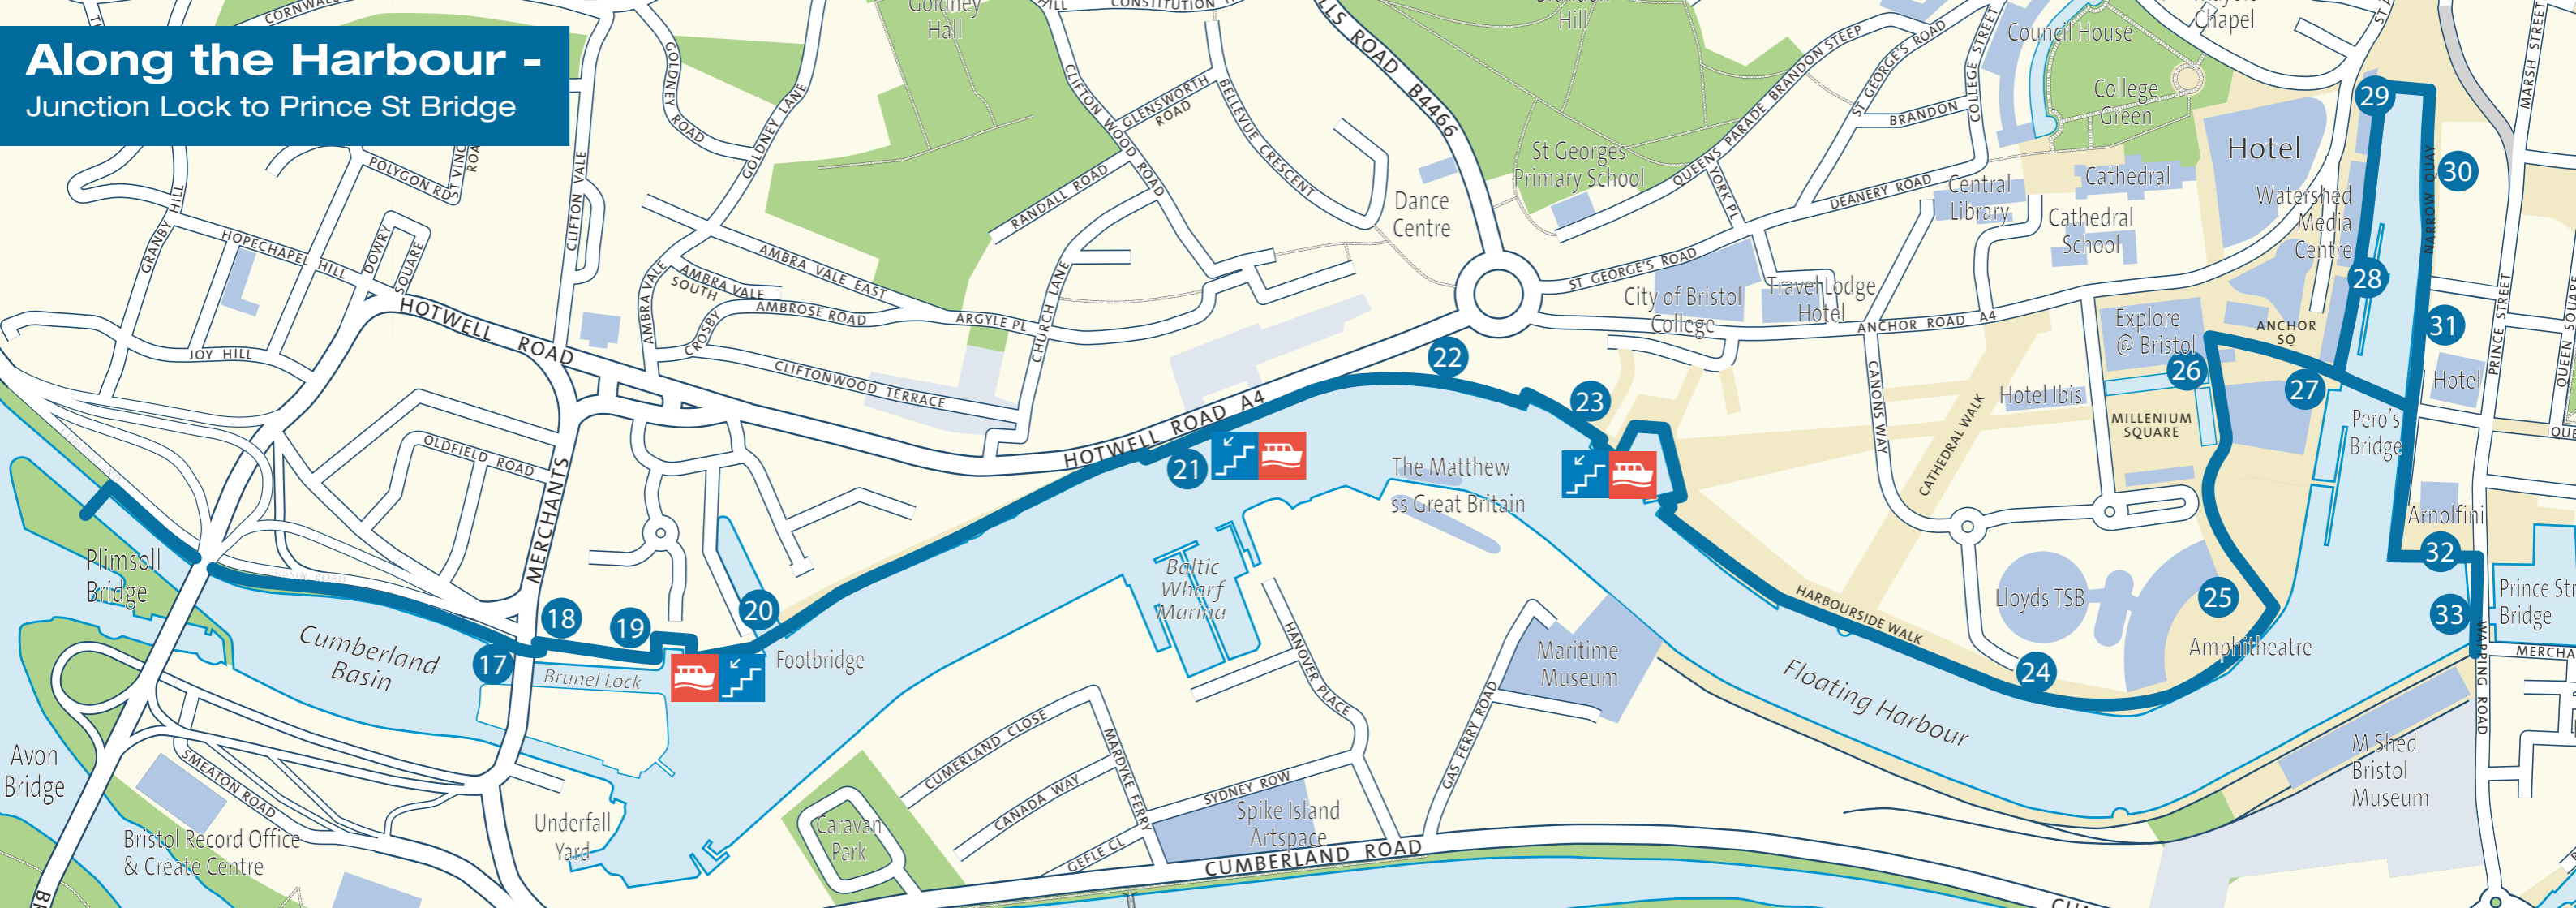 Along the Harbour -
Junction Lock to Prince St Bridge
Goldney
Hall
CONSTITUTION
Hill
Council House
Chapel
MARSH STREET
GOLDNEY ROAD
GOLDNEY LANE
CLIFTON WOOD ROAD
GLENSWORTH
ROAD
BELLEVUE CRESCENT
ROAD B4466
QUEENS PARADE BRANDON STEEP
ST GEORGE'S ROAD
BRANDON
COLLEGE STREET
College
Green
29
Hotel
St Georges
Primary School
POLYGON RD
CLIFTON VALE
RANDALL ROAD
Dance
Centre
YORK PL
DEANERY ROAD
Central
Library
Cathedral
Cathedral
School
Watershed
Media
Centre
NARROW QUAY
30
GRANBY HILL
HOPECHAPEL HILL
DOWRY
SQUARE
AMBRA VALE
AMBRA VALE
SOUTH
AMBRA VALE EAST
CROSBY
AMBROSE ROAD
ARGYLE PL
CHURCH LANE
ST GEORGE'S ROAD
City of Bristol
College
Travel Lodge
Hotel
ANCHOR ROAD A4
Explore
@ Bristol
ANCHOR
SQ
28
31
PRINCE STREET
Hotel
JOY HILL
HOTWELL ROAD
CLIFTONWOOD TERRACE
HOTWELL ROAD A4
22
23
CANONS WAY
CATHEDRAL WALK
Hotel Ibis
26
27
MILLENIUM
SQUARE
Pero's
Bridge
OLDFIELD ROAD
MERCHANTS
21
The Matthew
ss Great Britain
Arnolfini
32
Plimsoll
Bridge
BASIN ROAD
18
19
20
17
Cumberland
Basin
Brunel Lock
Footbridge
Baltic
Wharf
Marina
HANOVER PLACE
Maritime
Museum
HARBOURSIDE WALK
Lloyds TSB
25
Amphitheatre
24
33
Prince St
Bridge
WAPPING ROAD
Floating Harbour
Avon
Bridge
SMEATON ROAD
Bristol Record Office
& Create Centre
Underfall
Yard
Caravan
Park
CUMERLAND CLOSE
CANADA WAY
MARDYKE FERRY
GEFLE CL
SYDNEY ROW
GAS FERRY ROAD
Spike Island
Artspace
CUMBERLAND ROAD
M Shed
Bristol
Museum